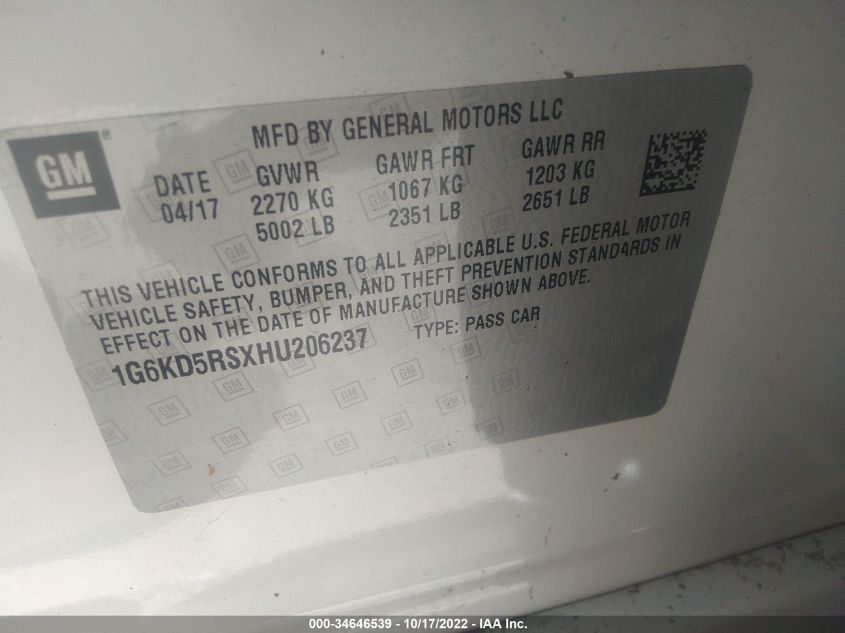 GM ®
MFD BY GENERAL MOTORS LLC
DATE GVWR GAWR FRT GAWR RR
04/17 2270 KG 1067 KG 1203 KG
5002 LB 2351 LB 2651 LB
THIS VEHICLE CONFORMS TO ALL APPLICABLE U.S. FEDERAL MOTOR
VEHICLE SAFETY, BUMPER, AND THEFT PREVENTION STANDARDS IN
EFFECT ON THE DATE OF MANUFACTURE SHOWN ABOVE.
1G6KD5RSXHU206237 TYPE: PASS CAR
000-34646539 - 10/17/2022 - IAA Inc.